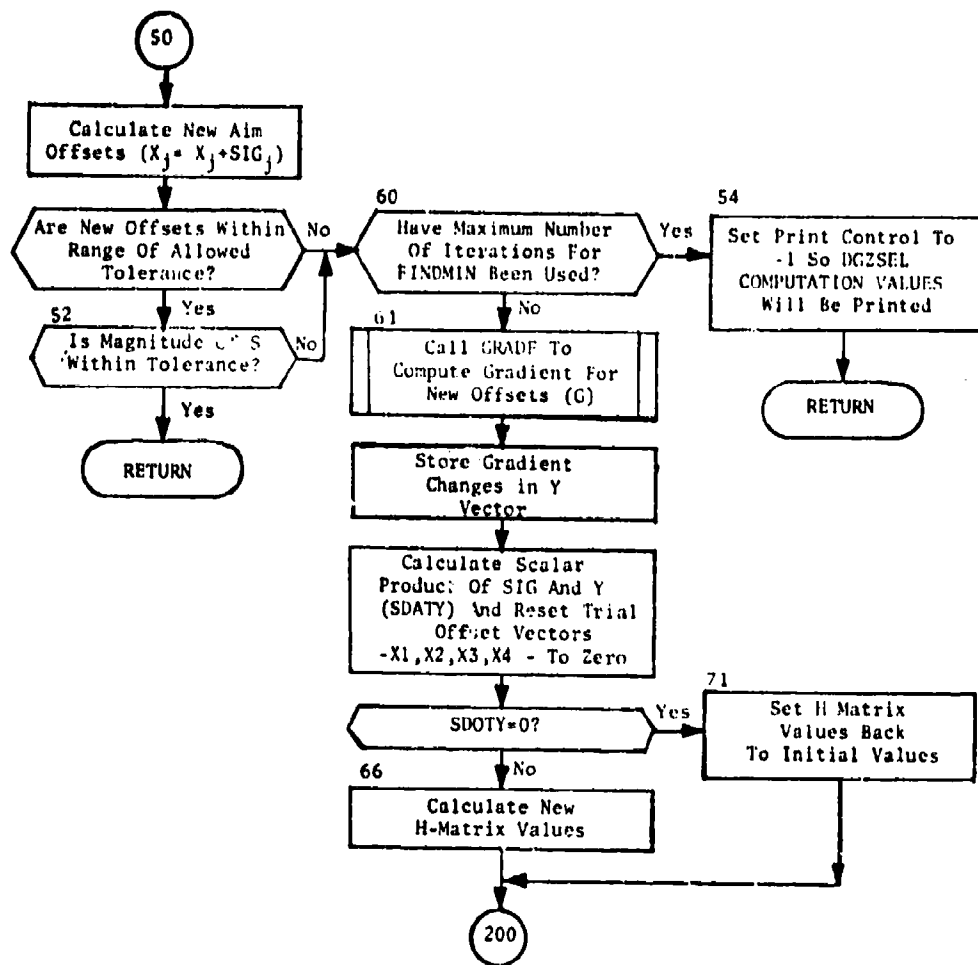 50
Calculate New Aim
Offsets (Xj= Xj+SIGj)
Are New Offsets Within
Range Of Allowed
Tolerance?
No
Yes
52
Is Magnitude Of S
Within Tolerance?
No
Yes
RETURN
60
Have Maximum Number
Of Iterations For
FINDMIN Been Used?
Yes
No
54
Set Print Control To
-1 So DGZSEL
COMPUTATION VALUES
Will Be Printed
RETURN
61
Call GRADF To
Compute Gradient For
New Offsets (G)
Store Gradient
Changes in Y
Vector
Calculate Scalar
Product Of SIG And Y
(SDATY) And Reset Trial
Offset Vectors
-X1,X2,X3,X4 - To Zero
SDOTY=0?
Yes
No
71
Set H Matrix
Values Back
To Initial Values
66
Calculate New
H-Matrix Values
200